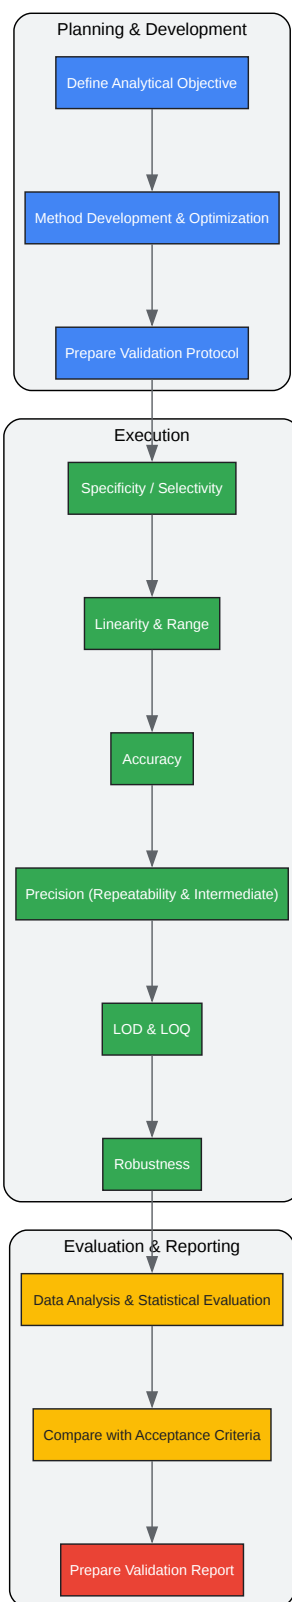 Planning & Development
Define Analytical Objective
Method Development & Optimization
Prepare Validation Protocol
Execution
Specificity / Selectivity
Linearity & Range
Accuracy
Precision (Repeatability & Intermediate)
LOD & LOQ
Robustness
Evaluation & Reporting
Data Analysis & Statistical Evaluation
Compare with Acceptance Criteria
Prepare Validation Report